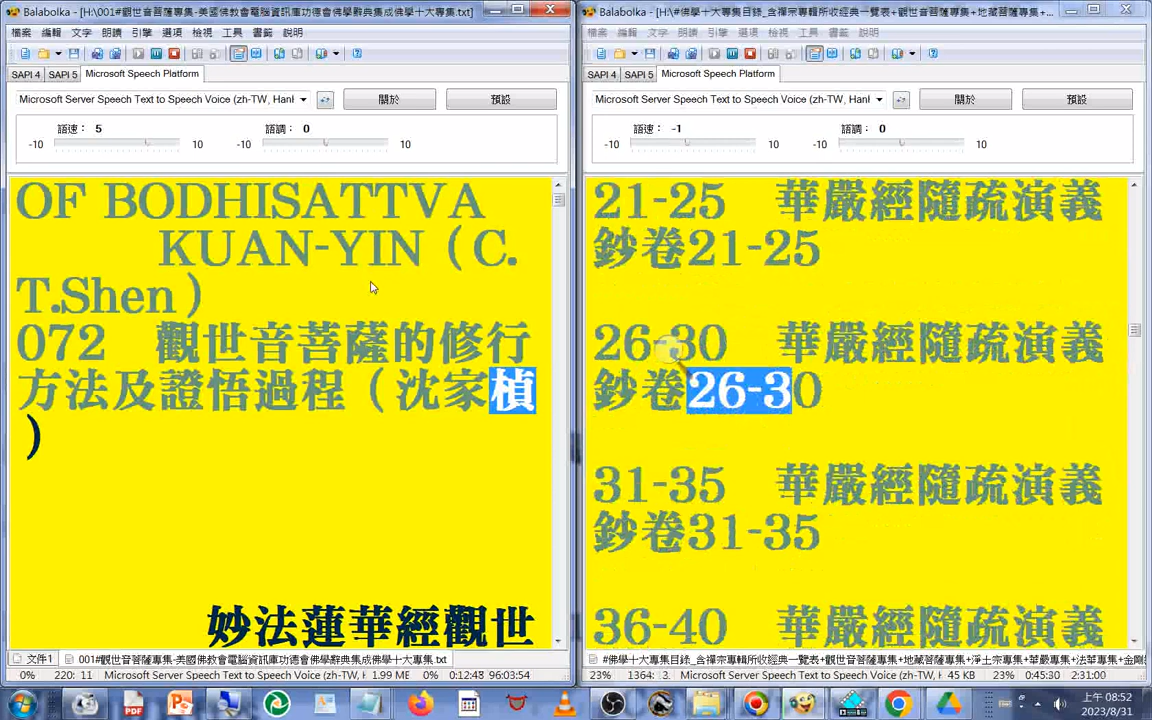 Balabolka - [H:\001#觀世音菩薩專集-美國佛教會電腦資訊庫功德會佛學辭典集成佛學十大專集.txt]
檔案 編輯 文字 朗讀 引擎 選項 檢視 工具 書籤 說明
SAPI 4 SAPI 5 Microsoft Speech Platform
Microsoft Server Speech Text to Speech Voice (zh-TW, Hanl
關於 預設
語速： 5 語調： 0
-10 10 -10 10
OF BODHISATTVA
KUAN-YIN（C.
T.Shen）
072 觀世音菩薩的修行
方法及證悟過程（沈家楨
）
妙法蓮華經觀世
文件1 001#觀世音菩薩專集-美國佛教會電腦資訊庫功德會佛學辭典集成佛學十大專集.txt
0% 220: 11 Microsoft Server Speech Text to Speech Voice (zh-TW, H 1.99 ME 0% 0:12:48 96:03:54
Balabolka - [H:\#佛學十大專集目錄_含禪宗專輯所收經典一覽表+觀世音菩薩專集+地藏菩薩專集+淨...
檔案 編輯 文字 朗讀 引擎 選項 檢視 工具 書籤 說明
SAPI 4 SAPI 5 Microsoft Speech Platform
Microsoft Server Speech Text to Speech Voice (zh-TW, Hanl
關於 預設
語速： -1 語調： 0
-10 10 -10 10
21-25 華嚴經隨疏演義
鈔卷21-25
26-30 華嚴經隨疏演義
鈔卷26-30
31-35 華嚴經隨疏演義
鈔卷31-35
36-40 華嚴經隨疏演義
#佛學十大專集目錄_含禪宗專輯所收經典一覽表+觀世音菩薩專集+地藏菩薩專集+淨土宗專集+華嚴專集+法華專集+金剛
23% 1364: 3 Microsoft Server Speech Text to Speech Voice (zh-TW, H 45 KB 23% 0:45:30 2:31:00
上午 08:52
2023/8/31